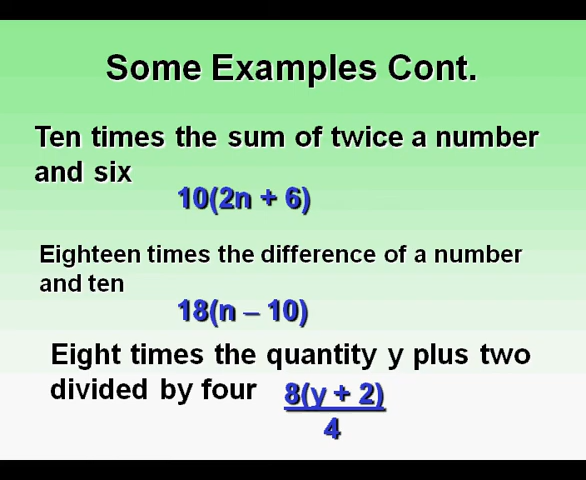 Some Examples Cont.
Ten times the sum of twice a number
and six
10(2n + 6)
Eighteen times the difference of a number
and ten
18(n – 10)
Eight times the quantity y plus two
divided by four
8(y + 2)
4